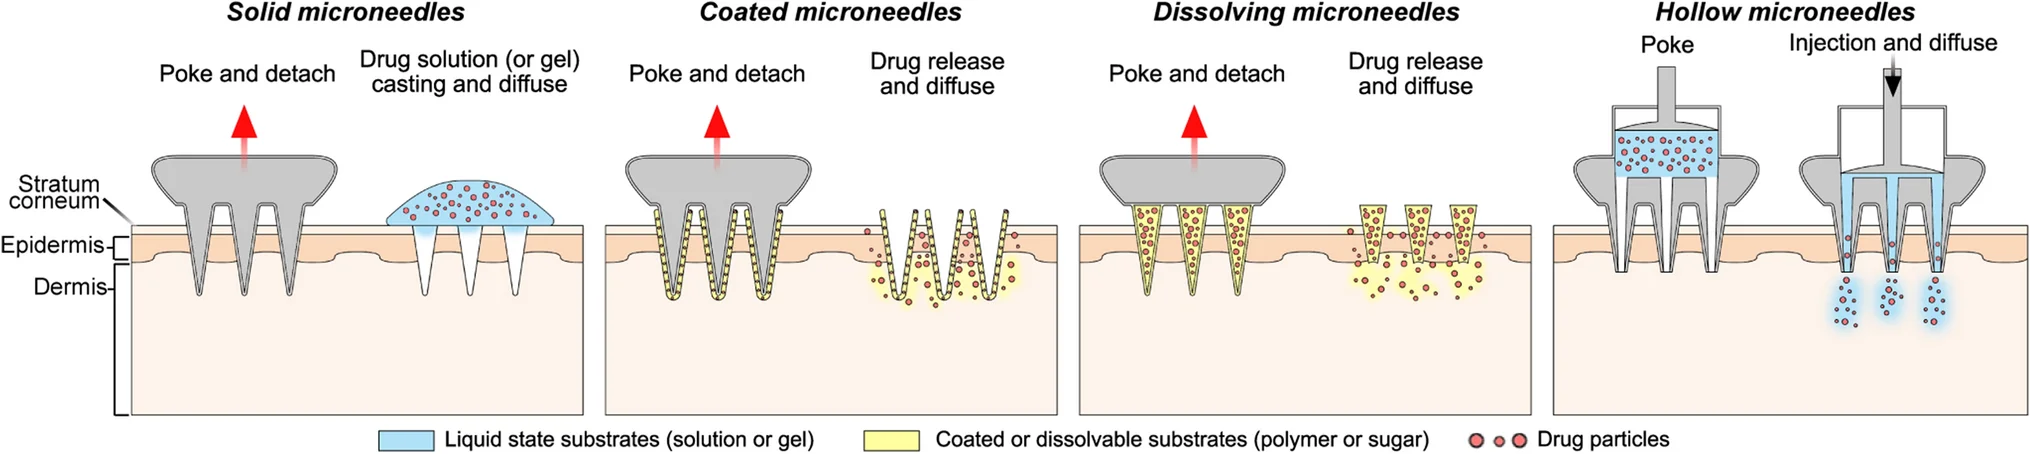 Solid microneedles
Poke and detach
Drug solution (or gel)
casting and diffuse
Stratum
corneum
Epidermis
Dermis
Coated microneedles
Poke and detach
Drug release
and diffuse
Dissolving microneedles
Poke and detach
Drug release
and diffuse
Hollow microneedles
Poke
Injection and diffuse
Liquid state substrates (solution or gel)
Coated or dissolvable substrates (polymer or sugar)
Drug particles